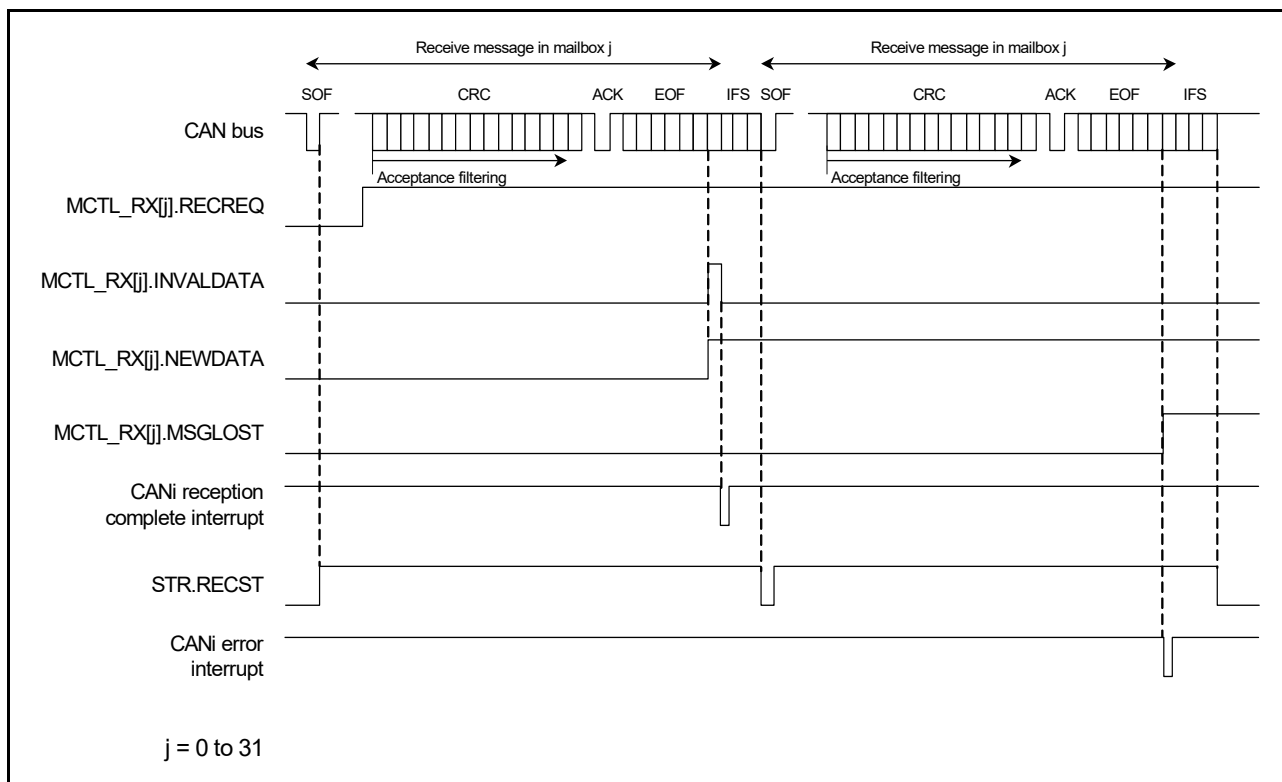 Receive message in mailbox j Receive message in mailbox j
SOF CRC ACK EOF IFS SOF CRC ACK EOF IFS
CAN bus
Acceptance filtering Acceptance filtering
MCTL_RX[j].RECREQ
MCTL_RX[j].INVALDATA
MCTL_RX[j].NEWDATA
MCTL_RX[j].MSGLOST
CANi reception
complete interrupt
STR.RECST
CANi error
interrupt
j = 0 to 31